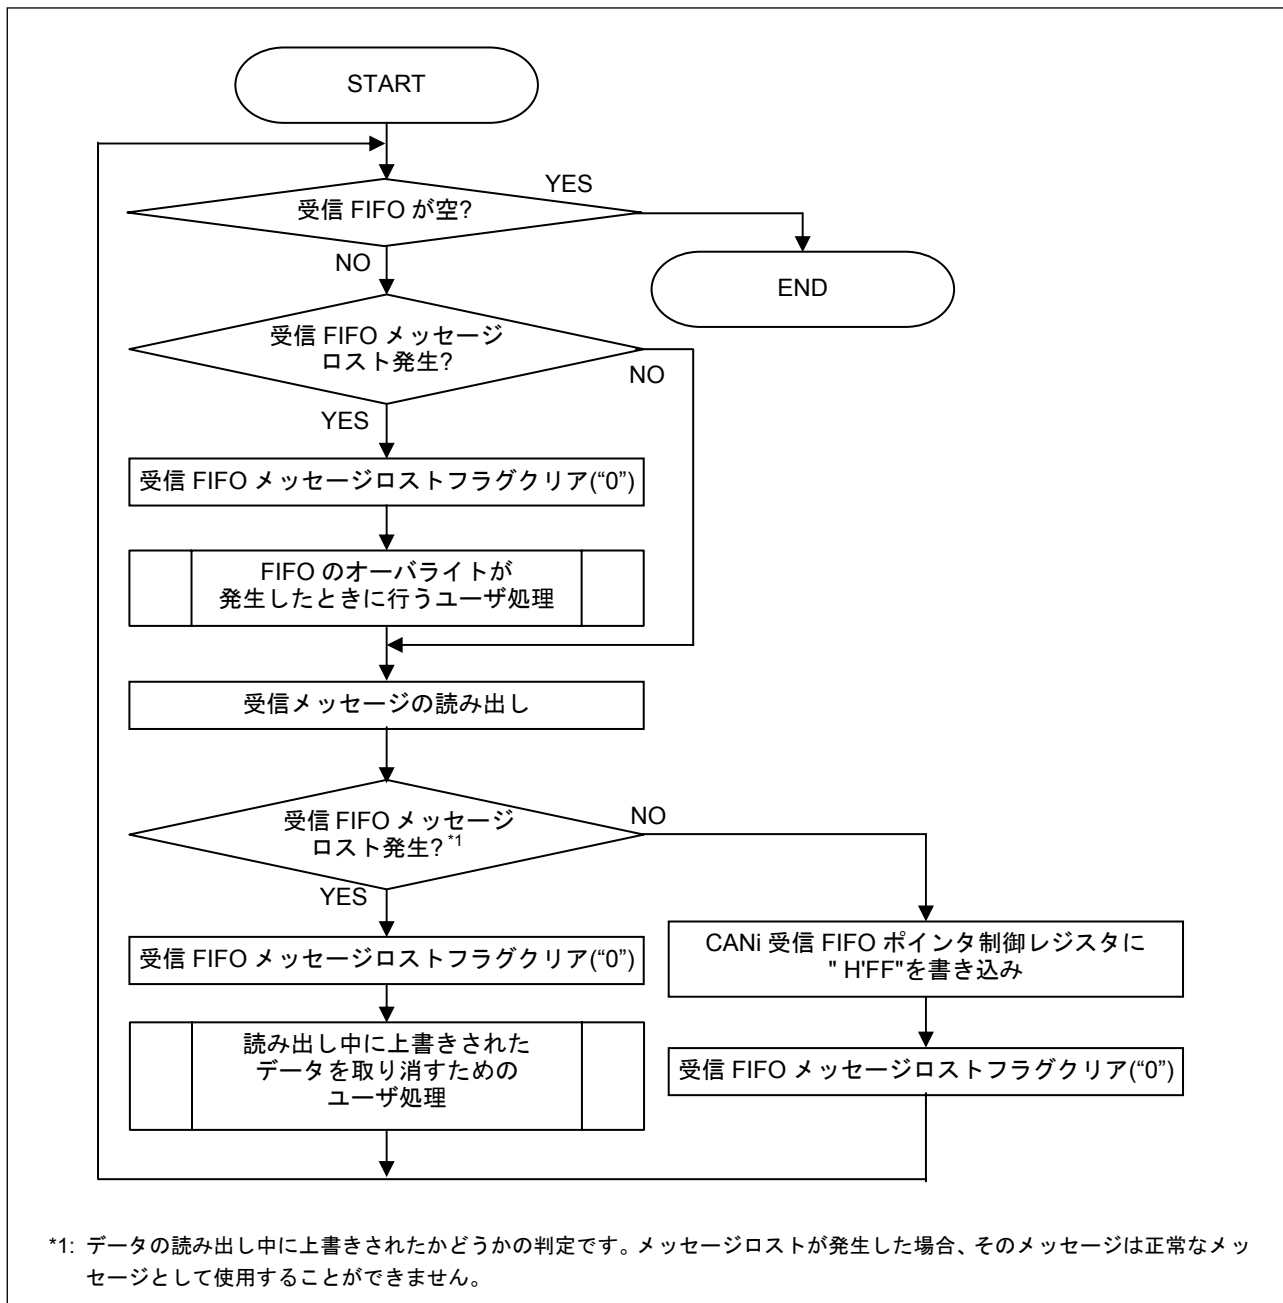 START
YES
受信 FIFO が空?
NO
END
受信 FIFO メッセージ
ロスト発生?
NO
YES
受信 FIFO メッセージロストフラグクリア(“0”)
FIFO のオーバライトが
発生したときに行うユーザ処理
受信メッセージの読み出し
受信 FIFO メッセージ
ロスト発生? *1
NO
YES
受信 FIFO メッセージロストフラグクリア(“0”)
CANi 受信 FIFO ポインタ制御レジスタに
" H'FF"を書き込み
読み出し中に上書きされた
データを取り消すための
ユーザ処理
受信 FIFO メッセージロストフラグクリア(“0”)
*1: データの読み出し中に上書きされたかどうかの判定です。メッセージロストが発生した場合、そのメッセージは正常なメッ
セージとして使用することができません。